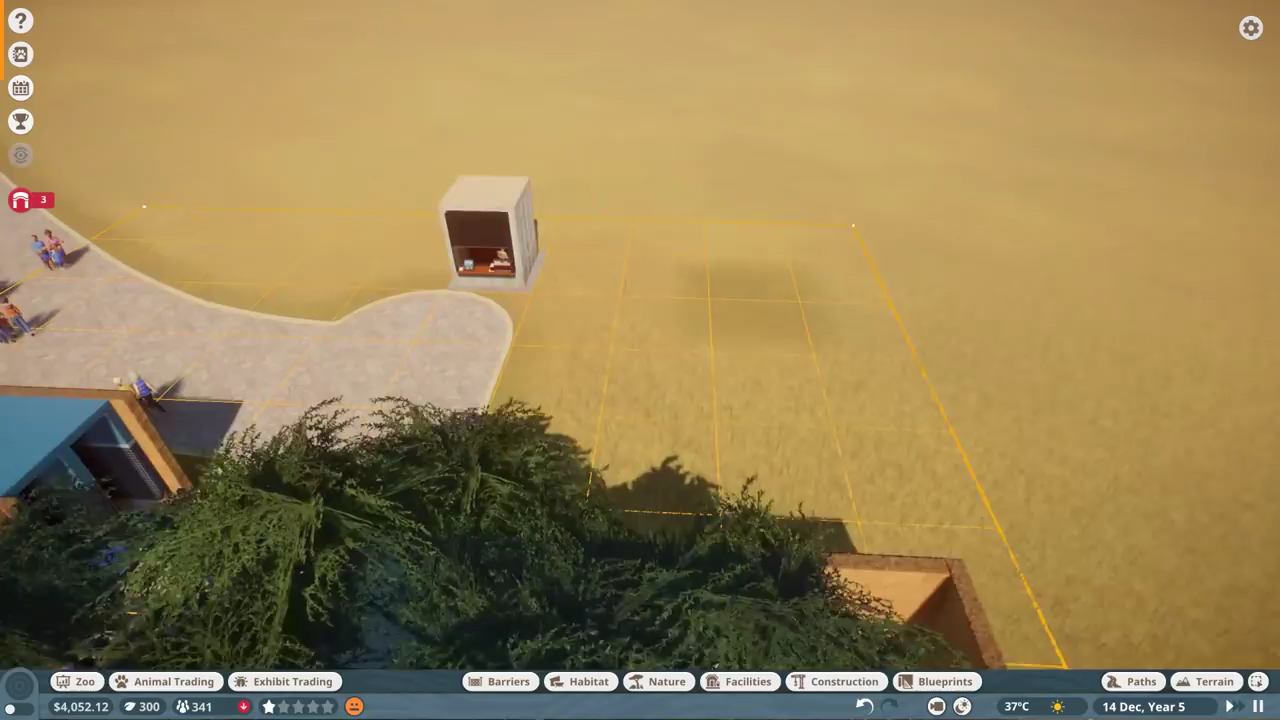 ?
3
Zoo
Animal Trading
Exhibit Trading
Barriers
Habitat
Nature
Facilities
Construction
Blueprints
Paths
Terrain
$4,052.12
300
341
37°C
14 Dec, Year 5